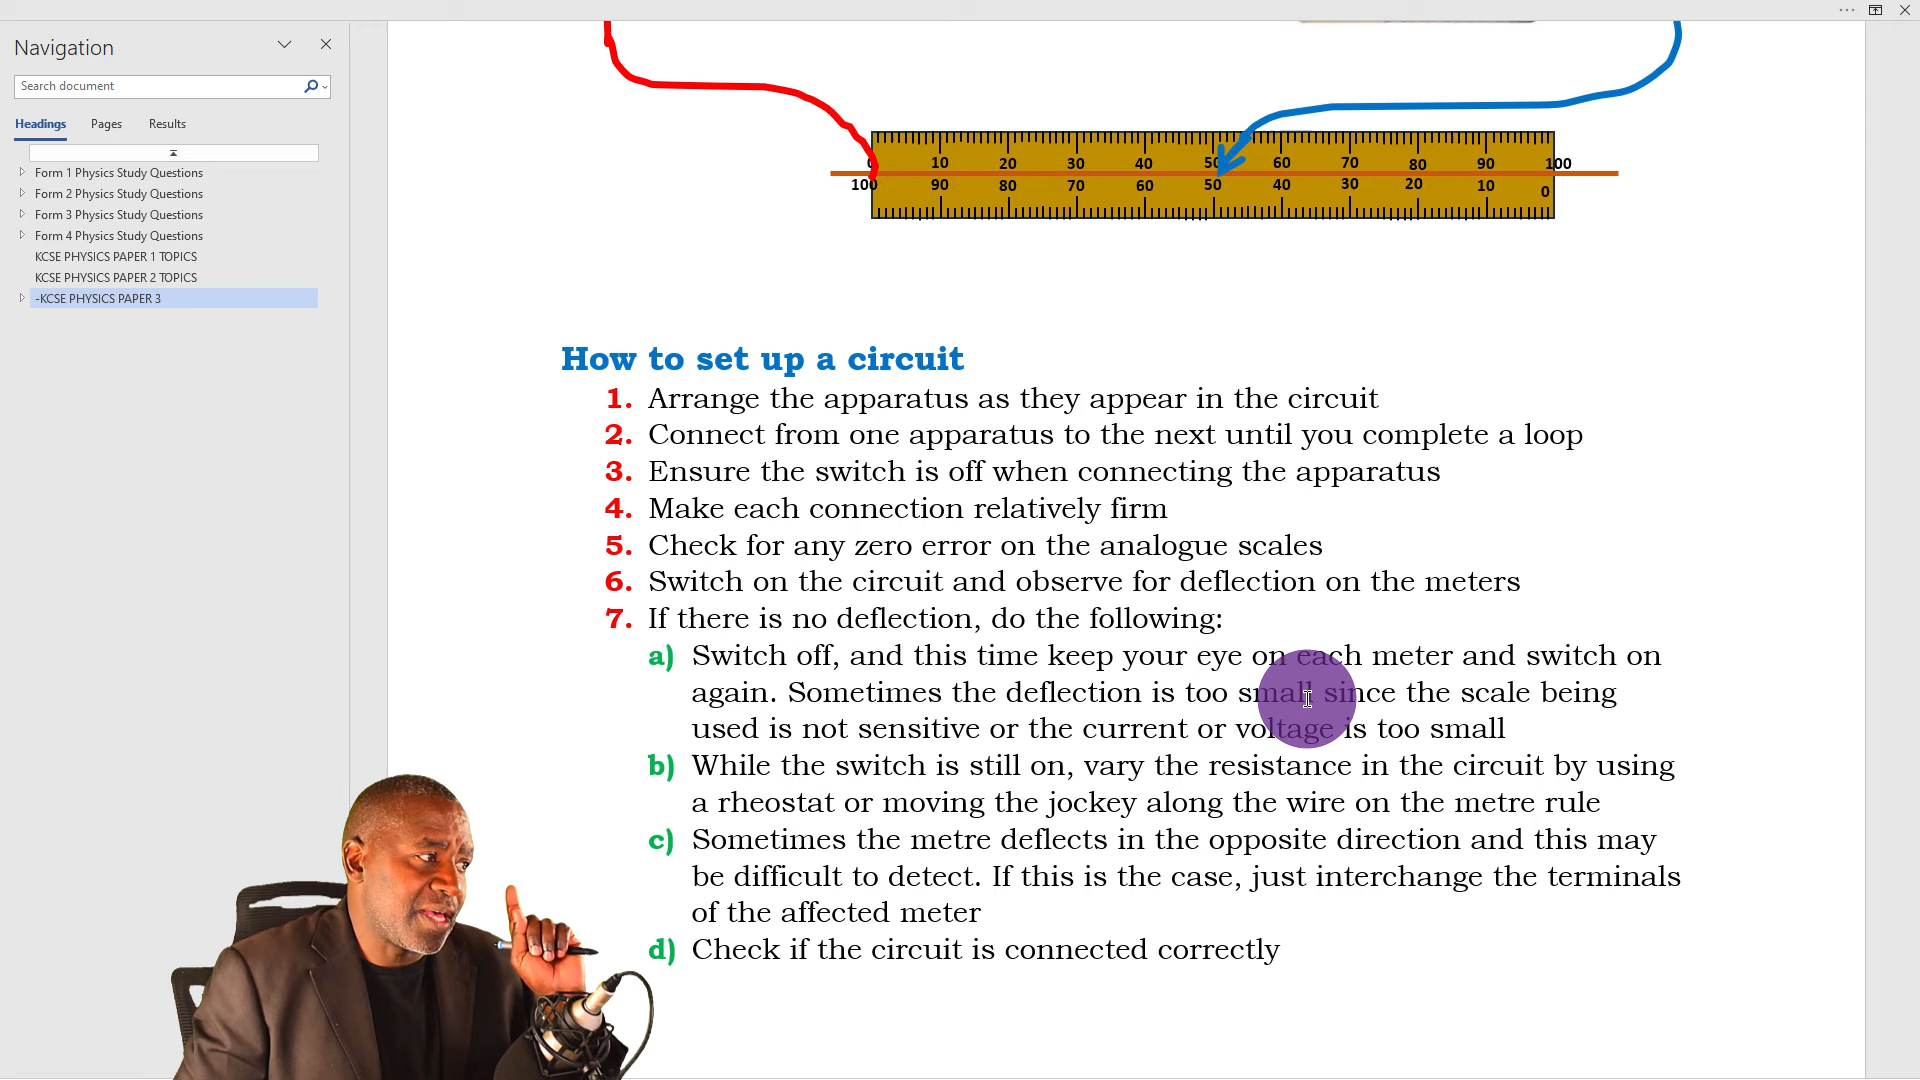 Navigation
Search document
Headings Pages Results
Form 1 Physics Study Questions
Form 2 Physics Study Questions
Form 3 Physics Study Questions
Form 4 Physics Study Questions
KCSE PHYSICS PAPER 1 TOPICS
KCSE PHYSICS PAPER 2 TOPICS
-KCSE PHYSICS PAPER 3
0 10 20 30 40 50 60 70 80 90 100
100 90 80 70 60 50 40 30 20 10 0
How to set up a circuit
1. Arrange the apparatus as they appear in the circuit
2. Connect from one apparatus to the next until you complete a loop
3. Ensure the switch is off when connecting the apparatus
4. Make each connection relatively firm
5. Check for any zero error on the analogue scales
6. Switch on the circuit and observe for deflection on the meters
7. If there is no deflection, do the following:
a) Switch off, and this time keep your eye on each meter and switch on
again. Sometimes the deflection is too small since the scale being
used is not sensitive or the current or voltage is too small
b) While the switch is still on, vary the resistance in the circuit by using
a rheostat or moving the jockey along the wire on the metre rule
c) Sometimes the metre deflects in the opposite direction and this may
be difficult to detect. If this is the case, just interchange the terminals
of the affected meter
d) Check if the circuit is connected correctly